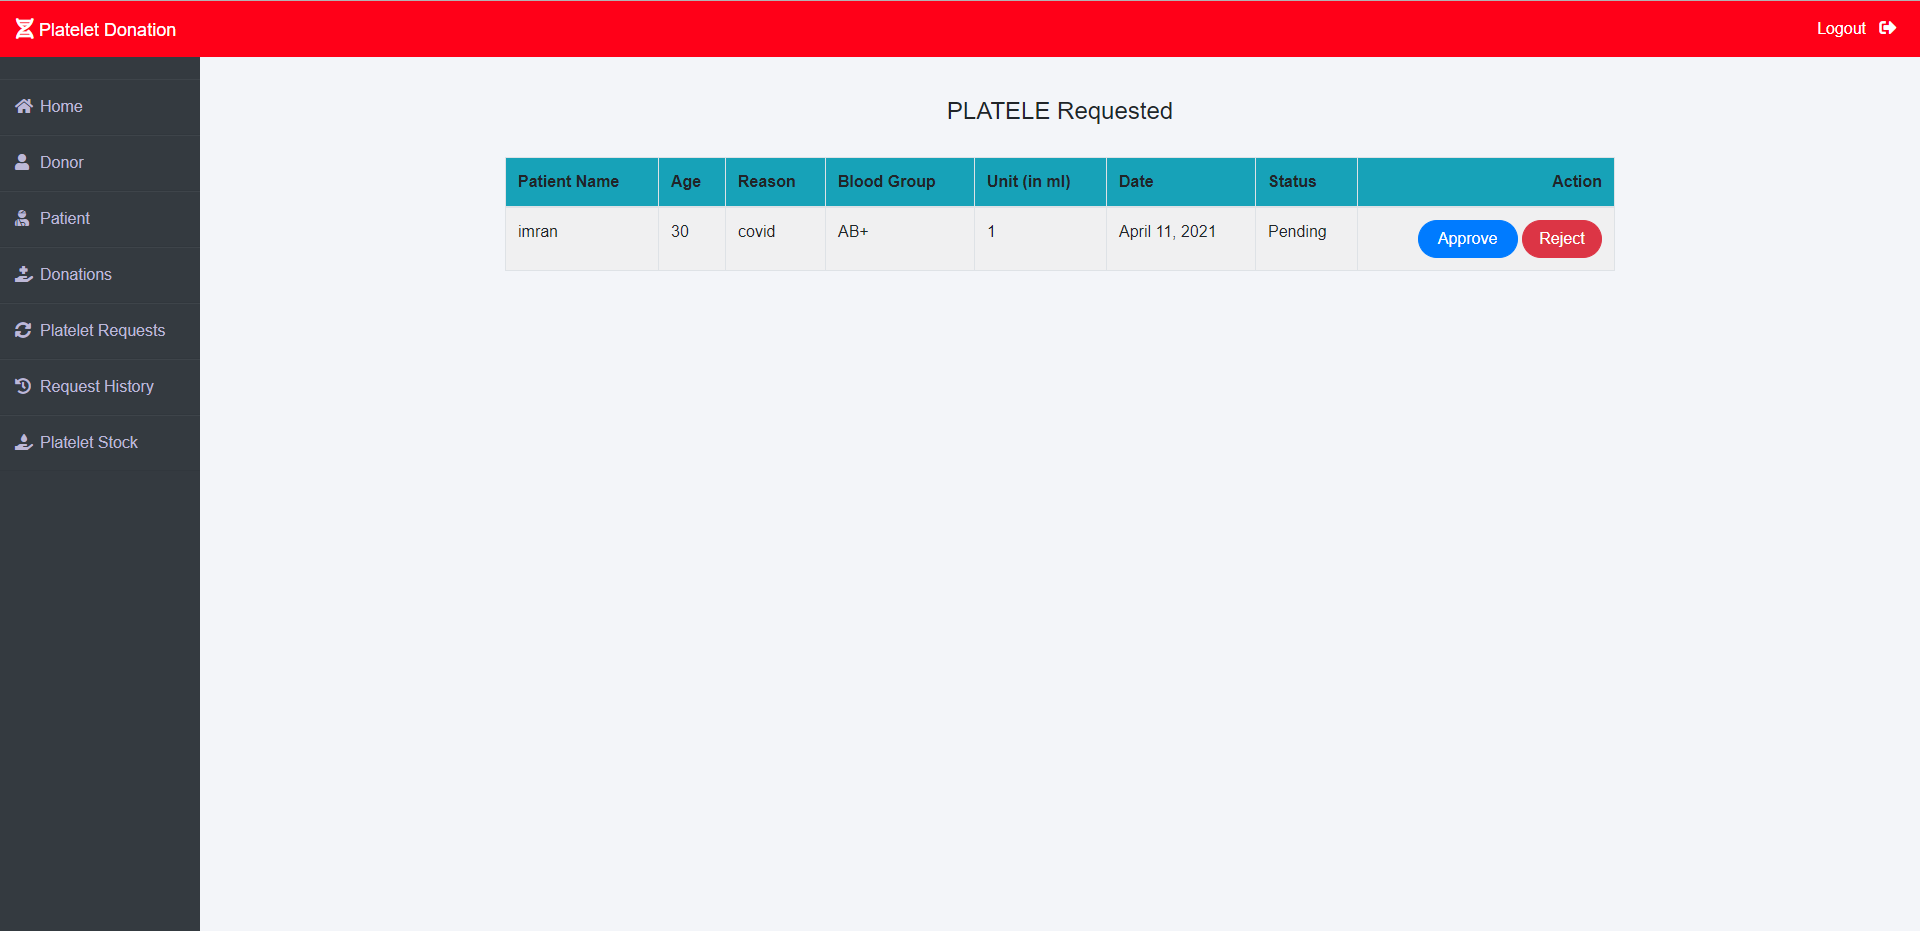 Platelet Donation
Logout
Home
Donor
Patient
Donations
Platelet Requests
Request History
Platelet Stock
PLATELE Requested
Patient Name Age Reason Blood Group Unit (in ml) Date Status Action
imran 30 covid AB+ 1 April 11, 2021 Pending Approve Reject